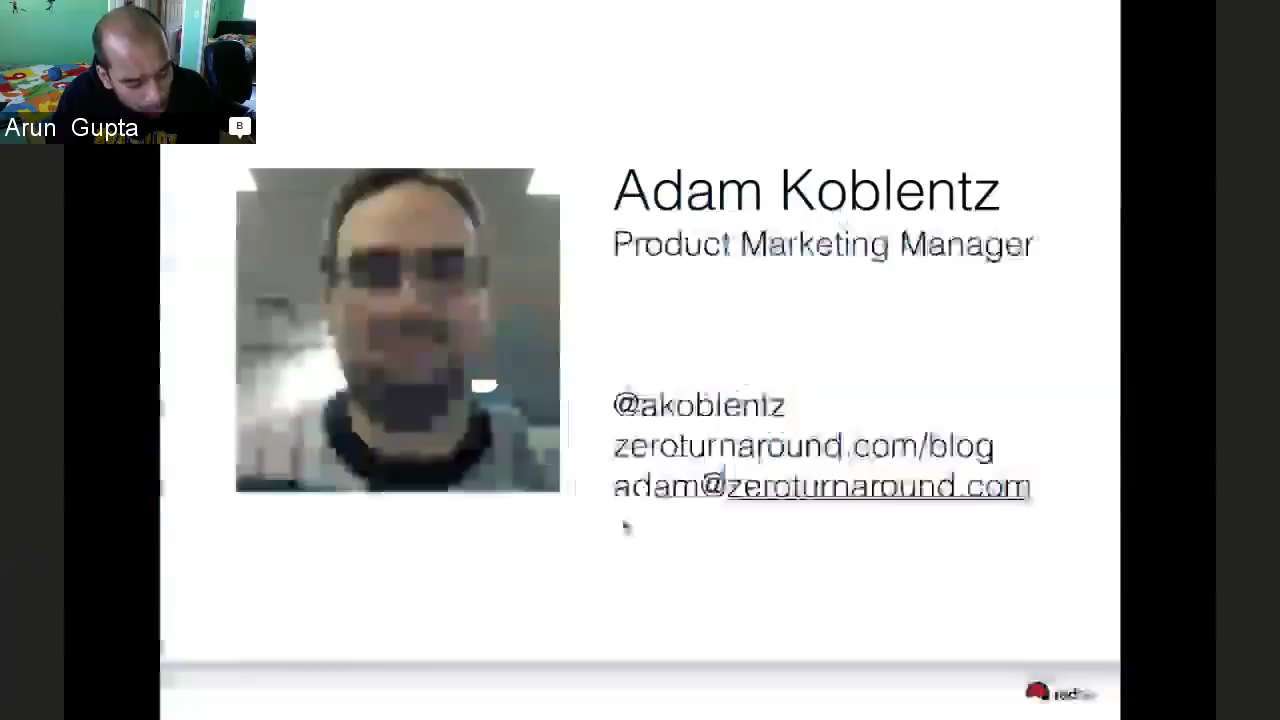 Arun Gupta
B
Adam Koblentz
Product Marketing Manager
@akoblentz
zeroturnaround.com/blog
adam@zeroturnaround.com